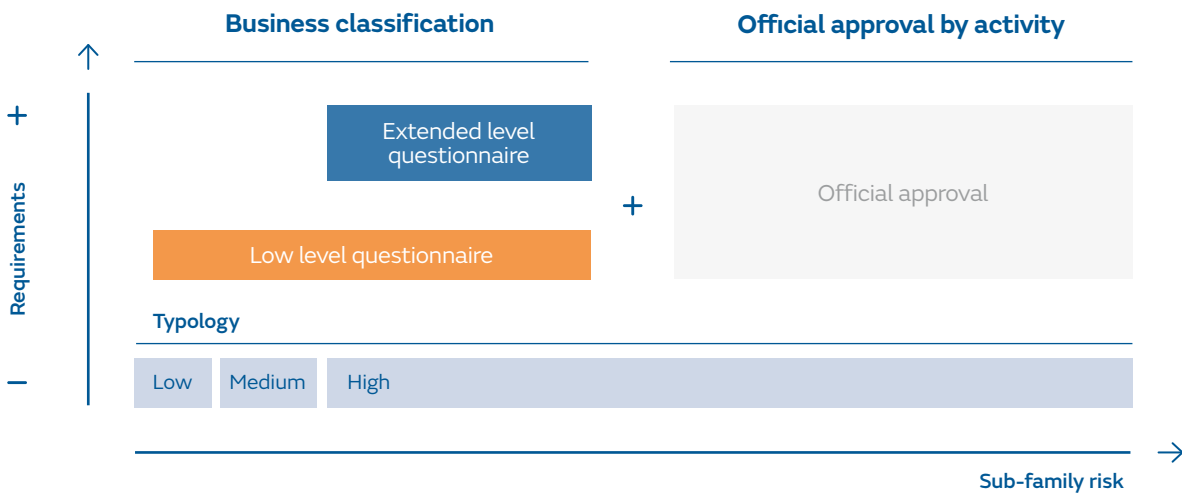 Business classification
Official approval by activity
+
Requirements
−
Extended level
questionnaire
Low level questionnaire
+
Official approval
Typology
Low
Medium
High
Sub-family risk